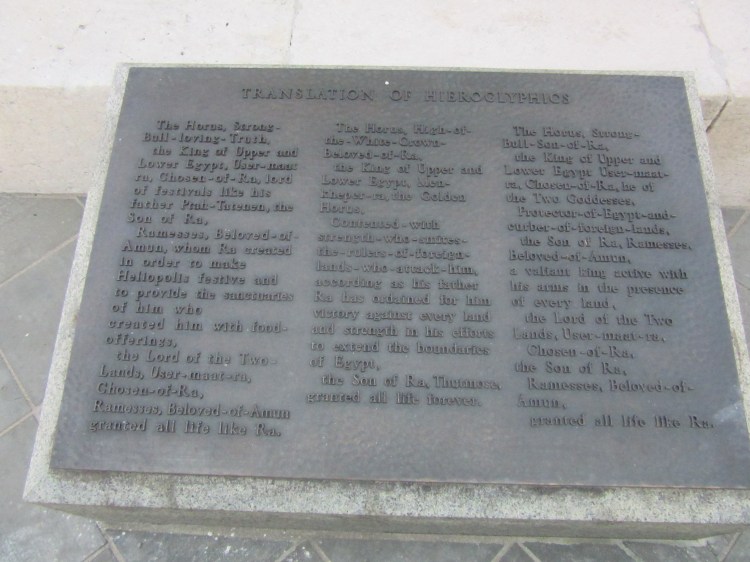 TRANSLATION OF HIEROGLYPHICS
The Horus, Strong-
Bull-loving-Truth,
the King of Upper and
Lower Egypt, User-maat
ra, Chosen-of-Ra, lord
of festivals like his
father Ptah-Tatenen, the
Son of Ra,
Ramesses, Beloved-of-
Amun, whom Ra created
in order to make
Heliopolis festive and
to provide the sanctuaries
of him who
created him with food-
offerings,
the Lord of the Two-
Lands, User-maat-ra,
Chosen-of-Ra,
Ramesses, Beloved-of-Amun
granted all life like Ra.
The Horus, High-of-
the-White-Crown-
beloved-of-Ra,
the King of Upper and
Lower Egypt, Men-
kheper-ra, the Golden
Horus,
Contented-with
strength-who-smites-
the-rulers-of-foreign-
lands-who-attack-him,
according as his father
Ra has ordained for him
victory against every land
and strength in his efforts
to extend the boundaries
of Egypt,
the Son of Ra, Thutmose,
granted all life forever.
The Horus, Strong-
Bull-Son-of-Ra,
the King of Upper and
Lower Egypt User-maat-
ra, Chosen-of-Ra, he of
the Two Goddesses,
Protector-of-Egypt-and-
curber-of-foreign-lands,
the Son of Ra, Ramesses,
Beloved-of-Amun,
a valiant king active with
his arms in the presence
of every land,
the Lord of the Two
Lands, User-maat-ra,
Chosen-of-Ra,
the Son of Ra,
Ramesses, Beloved-of-
Amun,
granted all life like Ra.